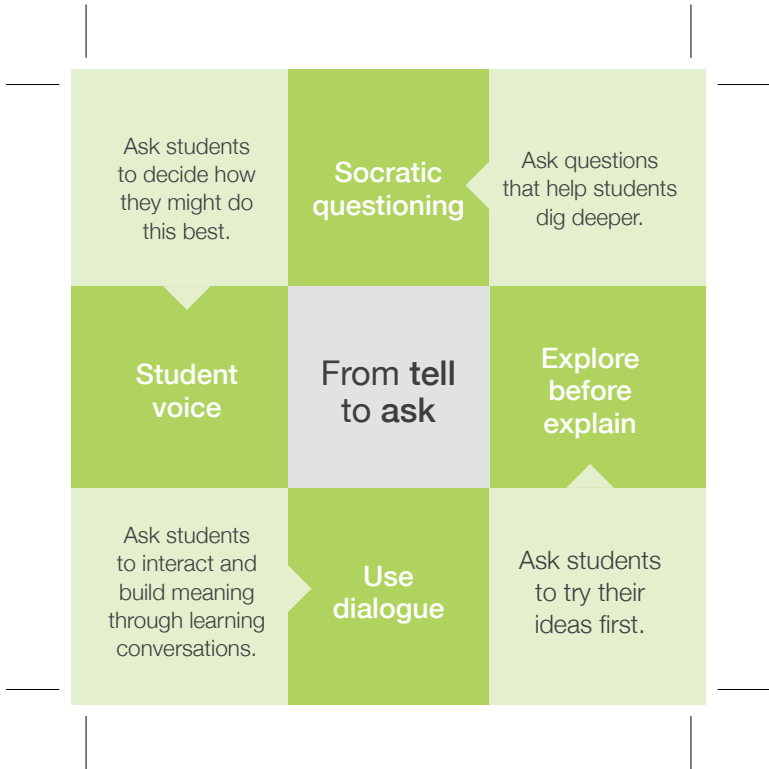 Ask students
to decide how
they might do
this best.
Socratic
questioning
Ask questions
that help students
dig deeper.
Student
voice
From tell
to ask
Explore
before
explain
Ask students
to interact and
build meaning
through learning
conversations.
Use
dialogue
Ask students
to try their
ideas first.